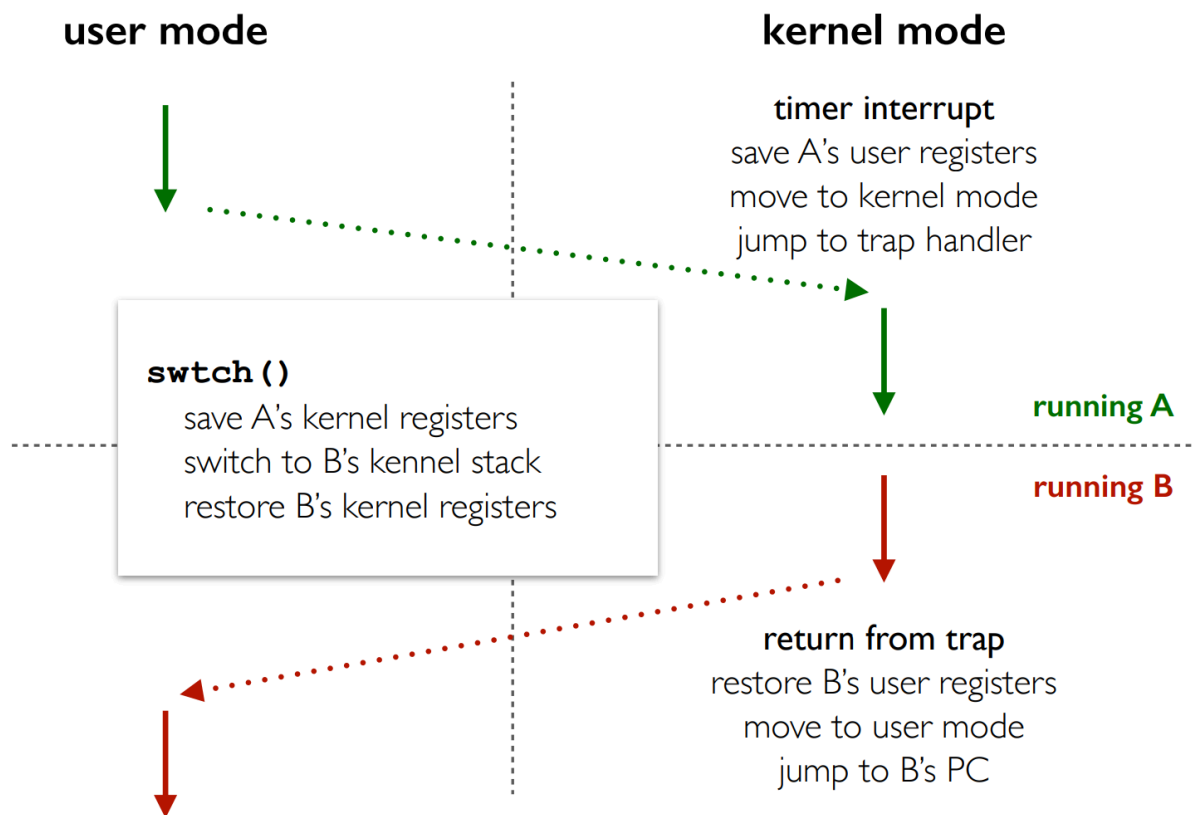 user mode
kernel mode
timer interrupt
save A’s user registers
move to kernel mode
jump to trap handler
swtch()
save A’s kernel registers
switch to B’s kennel stack
restore B’s kernel registers
running A
running B
return from trap
restore B’s user registers
move to user mode
jump to B’s PC